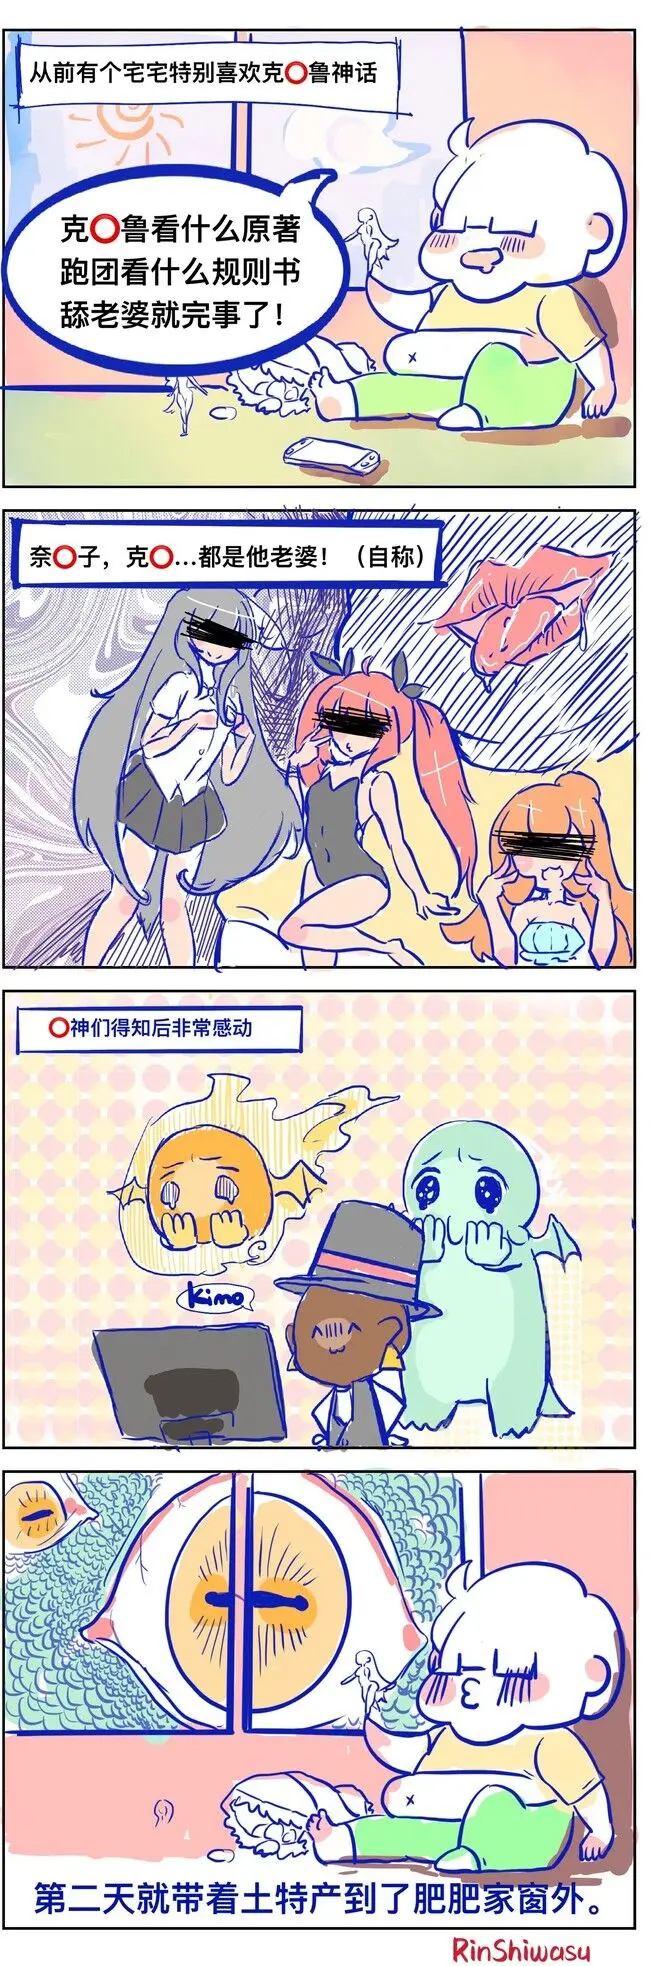 从前有个宅宅特别喜欢克⭕鲁神话
克⭕鲁看什么原著
跑团看什么规则书
舔老婆就完事了！
奈⭕子，克⭕…都是他老婆！（自称）
⭕神们得知后非常感动
kimo
第二天就带着土特产到了肥肥家窗外。
RinShiwasu